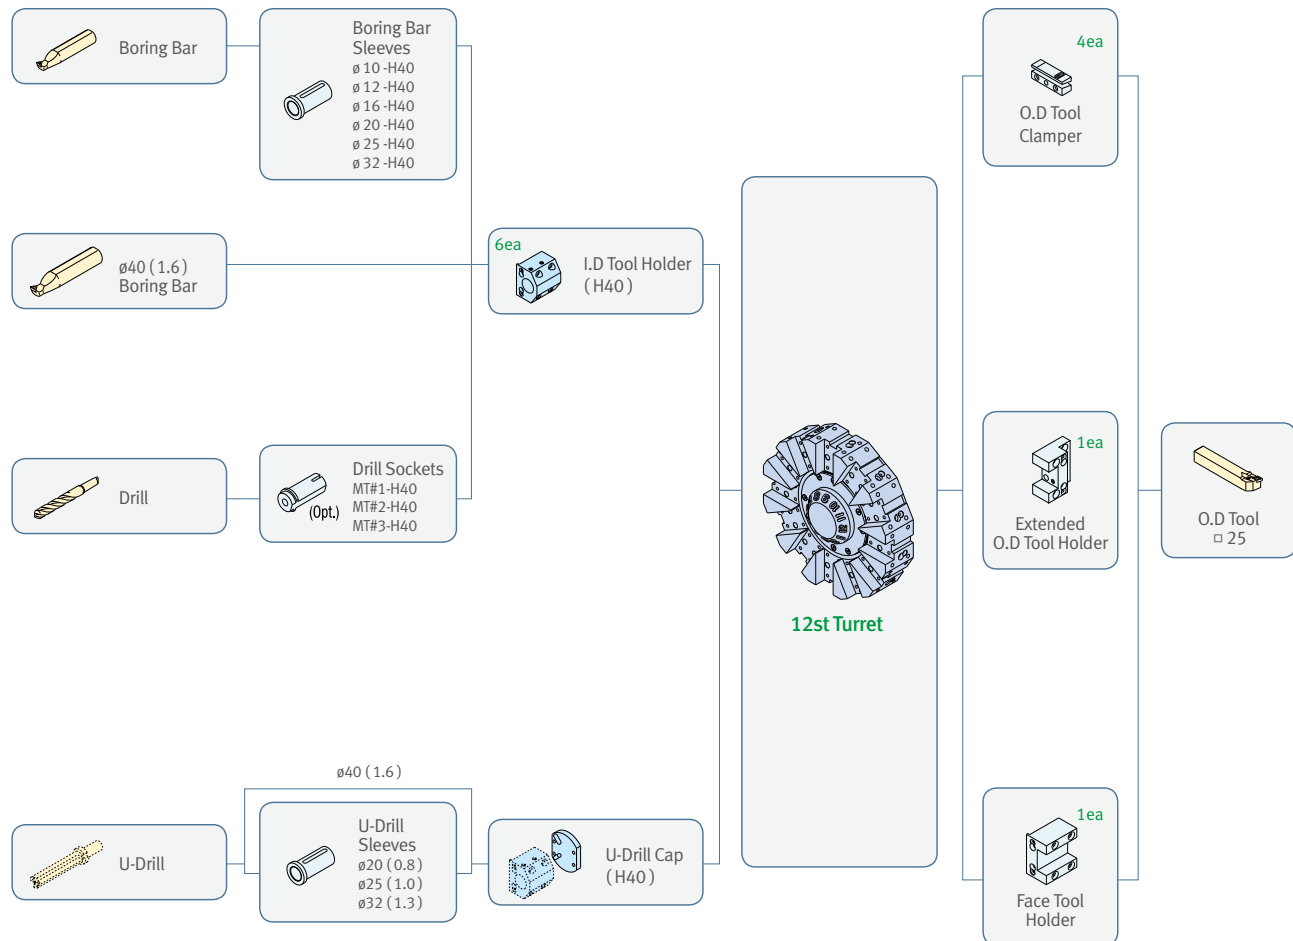 Boring Bar
Boring Bar
Sleeves
ø 10 -H40
ø 12 -H40
ø 16 -H40
ø 20 -H40
ø 25 -H40
ø 32 -H40
4ea
O.D Tool
Clamper
ø40 ( 1.6 )
Boring Bar
6ea
I.D Tool Holder
( H40 )
Drill
(Opt.)
Drill Sockets
MT#1-H40
MT#2-H40
MT#3-H40
12st Turret
1ea
Extended
O.D Tool Holder
O.D Tool
□ 25
ø40 ( 1.6 )
U-Drill
U-Drill
Sleeves
ø20 ( 0.8 )
ø25 ( 1.0 )
ø32 ( 1.3 )
U-Drill Cap
( H40 )
1ea
Face Tool
Holder